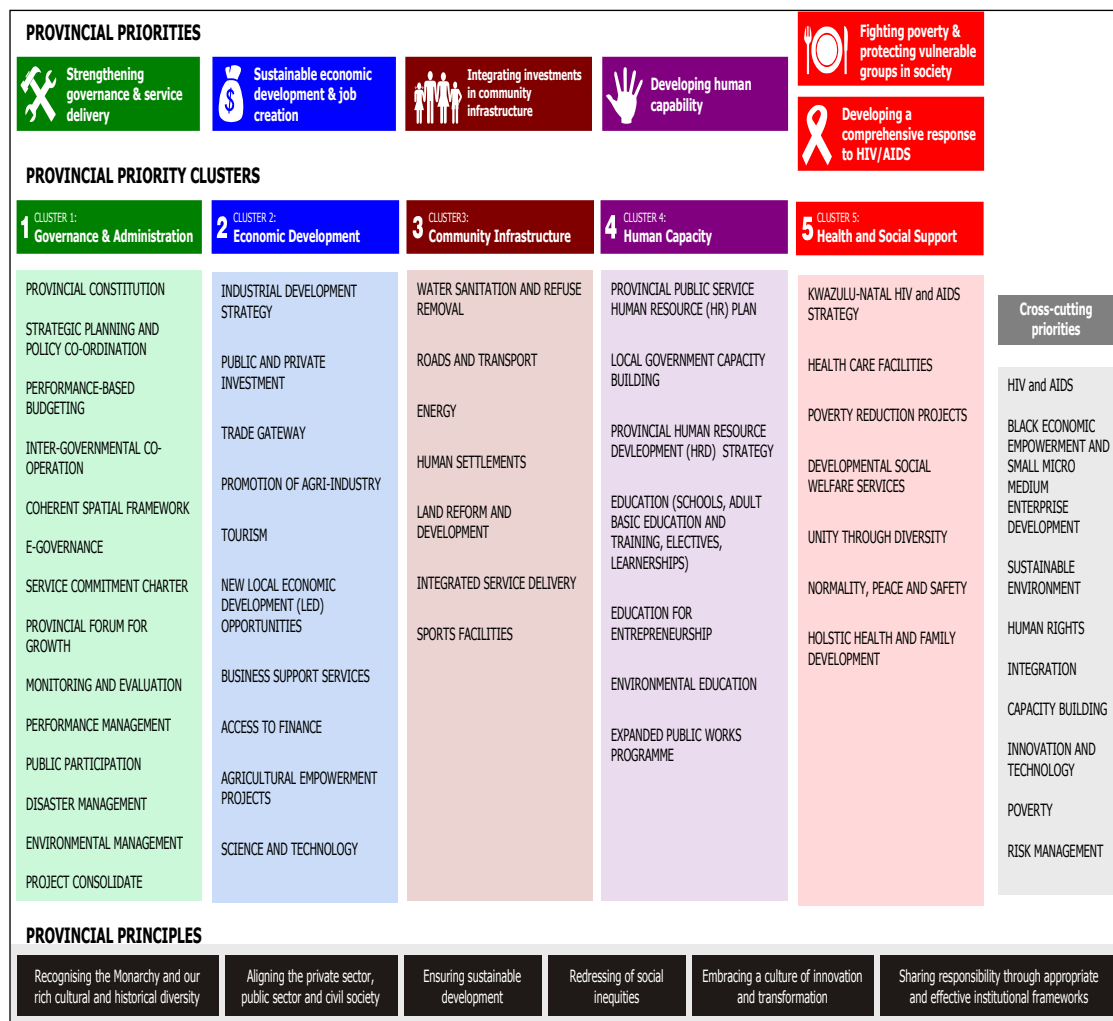 PROVINCIAL PRIORITIES
Strengthening
governance & service
delivery
Sustainable economic
development & job
creation
$
Integrating investments
in community
infrastructure
Developing human
capability
Fighting poverty &
protecting vulnerable
groups in society
Developing a
comprehensive response
to HIV/AIDS
PROVINCIAL PRIORITY CLUSTERS
1
CLUSTER 1:
Governance & Administration
2
CLUSTER 2:
Economic Development
3
CLUSTER3:
Community Infrastructure
4
CLUSTER 4:
Human Capacity
5
CLUSTER 5:
Health and Social Support
PROVINCIAL CONSTITUTION
STRATEGIC PLANNING AND
POLICY CO-ORDINATION
PERFORMANCE-BASED
BUDGETING
INTER-GOVERNMENTAL CO-
OPERATION
COHERENT SPATIAL FRAMEWORK
E-GOVERNANCE
SERVICE COMMITMENT CHARTER
PROVINCIAL FORUM FOR
GROWTH
MONITORING AND EVALUATION
PERFORMANCE MANAGEMENT
PUBLIC PARTICIPATION
DISASTER MANAGEMENT
ENVIRONMENTAL MANAGEMENT
PROJECT CONSOLIDATE
INDUSTRIAL DEVELOPMENT
STRATEGY
PUBLIC AND PRIVATE
INVESTMENT
TRADE GATEWAY
PROMOTION OF AGRI-INDUSTRY
TOURISM
NEW LOCAL ECONOMIC
DEVELOPMENT (LED)
OPPORTUNITIES
BUSINESS SUPPORT SERVICES
ACCESS TO FINANCE
AGRICULTURAL EMPOWERMENT
PROJECTS
SCIENCE AND TECHNOLOGY
WATER SANITATION AND REFUSE
REMOVAL
ROADS AND TRANSPORT
ENERGY
HUMAN SETTLEMENTS
LAND REFORM AND
DEVELOPMENT
INTEGRATED SERVICE DELIVERY
SPORTS FACILITIES
PROVINCIAL PUBLIC SERVICE
HUMAN RESOURCE (HR) PLAN
LOCAL GOVERNMENT CAPACITY
BUILDING
PROVINCIAL HUMAN RESOURCE
DEVLEOPMENT (HRD) STRATEGY
EDUCATION (SCHOOLS, ADULT
BASIC EDUCATION AND
TRAINING, ELECTIVES,
LEARNERSHIPS)
EDUCATION FOR
ENTREPRENEURSHIP
ENVIRONMENTAL EDUCATION
EXPANDED PUBLIC WORKS
PROGRAMME
KWAZULU-NATAL HIV and AIDS
STRATEGY
HEALTH CARE FACILITIES
POVERTY REDUCTION PROJECTS
DEVELOPMENTAL SOCIAL
WELFARE SERVICES
UNITY THROUGH DIVERSITY
NORMALITY, PEACE AND SAFETY
HOLSTIC HEALTH AND FAMILY
DEVELOPMENT
Cross-cutting
priorities
HIV and AIDS
BLACK ECONOMIC
EMPOWERMENT AND
SMALL MICRO
MEDIUM
ENTERPRISE
DEVELOPMENT
SUSTAINABLE
ENVIRONMENT
HUMAN RIGHTS
INTEGRATION
CAPACITY BUILDING
INNOVATION AND
TECHNOLOGY
POVERTY
RISK MANAGEMENT
PROVINCIAL PRINCIPLES
Recognising the Monarchy and our
rich cultural and historical diversity
Aligning the private sector,
public sector and civil society
Ensuring sustainable
development
Redressing of social
inequities
Embracing a culture of innovation
and transformation
Sharing responsibility through appropriate
and effective institutional frameworks